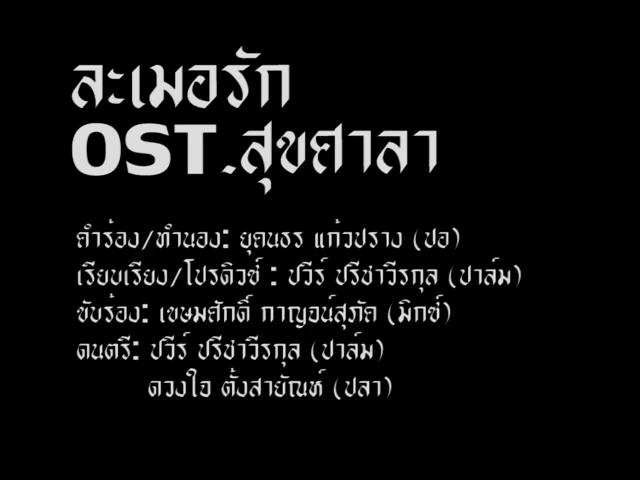 ละเมอรัก
OST.สุขศาลา
คำร้อง/ทำนอง: ยุคนธร แก้วปราง (ปอ)
เรียบเรียง/โปรดิวซ์ : ปวีร์ ปรีชาวีรกุล (ปาล์ม)
ขับร้อง: เขษมศักดิ์ กาญจน์สุภัค (มิกซ์)
ดนตรี: ปวีร์ ปรีชาวีรกุล (ปาล์ม)
ดวงใจ ตั้งสายัณห์ (ปลา)